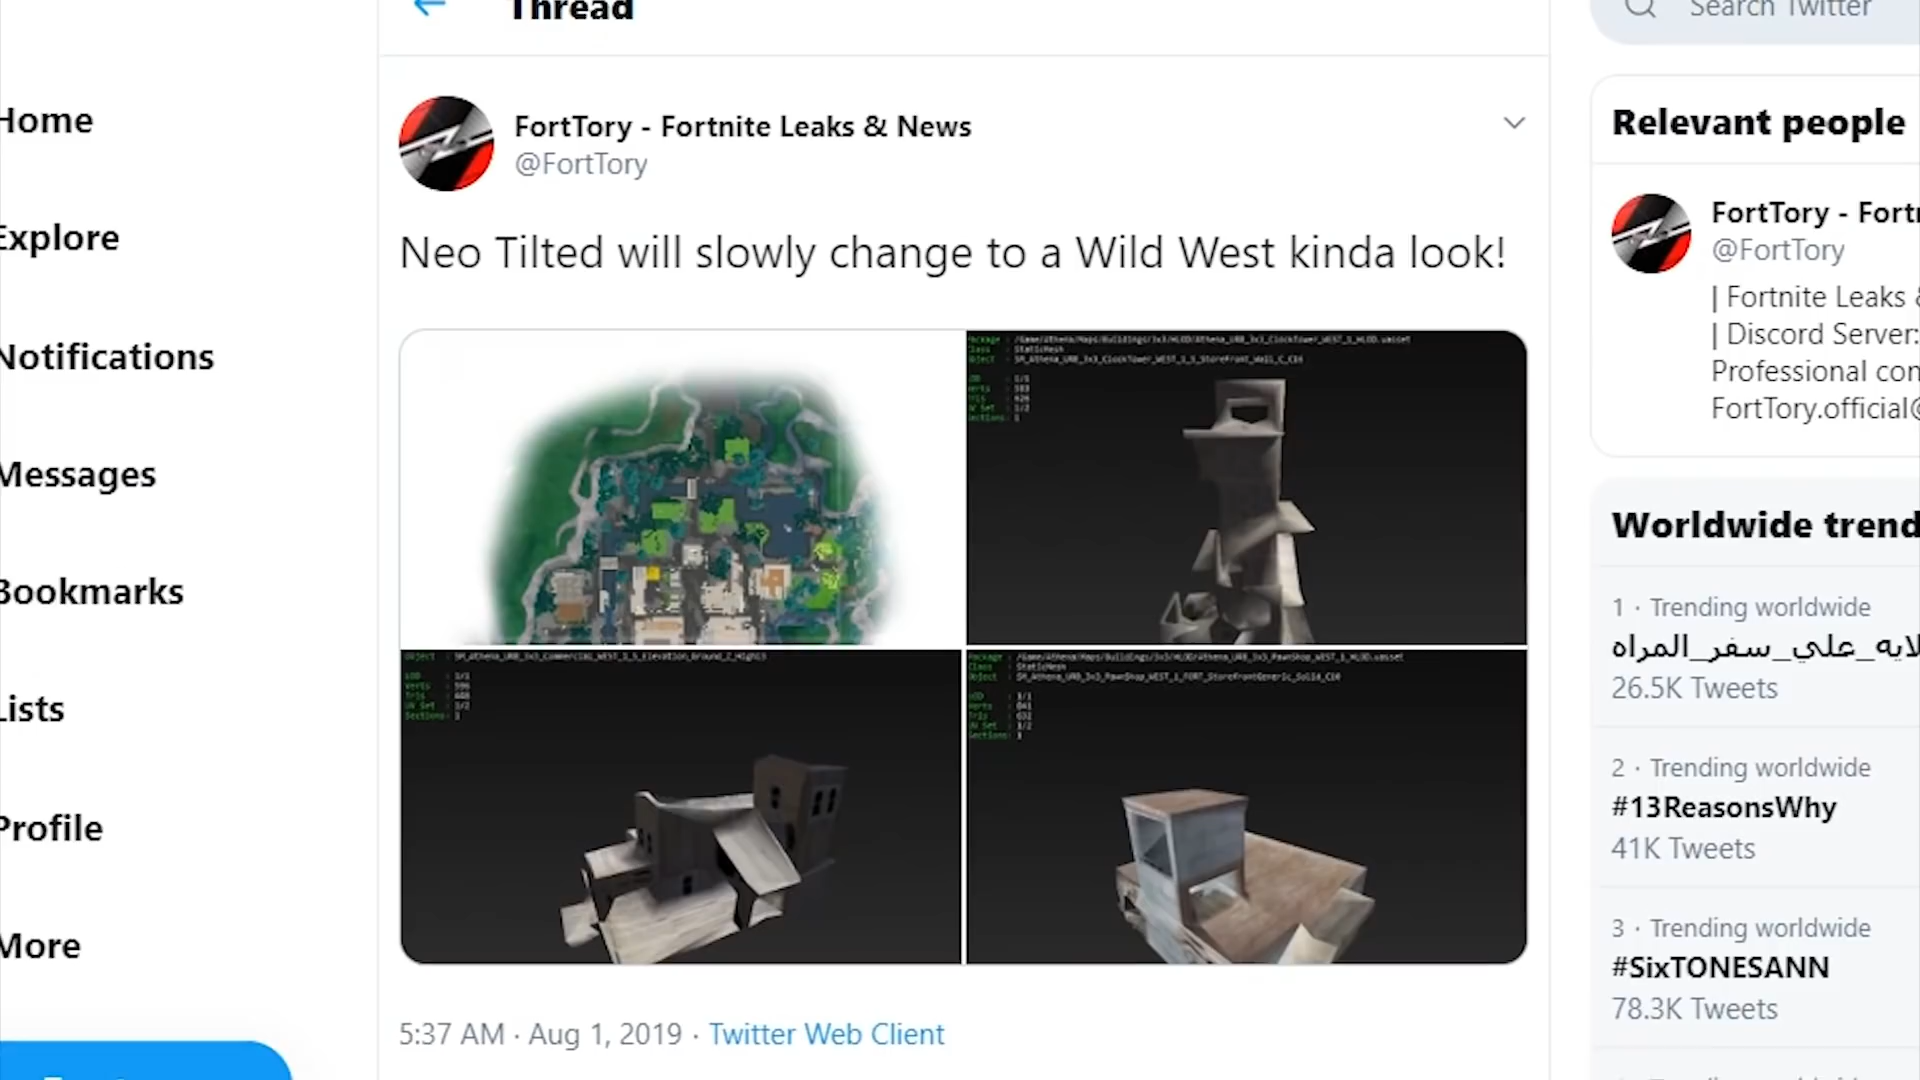 Thread
Search Twitter
Home
Explore
Notifications
Messages
Bookmarks
Lists
Profile
More
FortTory - Fortnite Leaks & News
@FortTory
Neo Tilted will slowly change to a Wild West kinda look!
5:37 AM · Aug 1, 2019 · Twitter Web Client
Relevant people
FortTory - Fortn
@FortTory
| Fortnite Leaks &
| Discord Server:
Professional con
FortTory.official@
Worldwide trend
1 · Trending worldwide
لايه_علي_سفر_المراه
26.5K Tweets
2 · Trending worldwide
#13ReasonsWhy
41K Tweets
3 · Trending worldwide
#SixTONESANN
78.3K Tweets